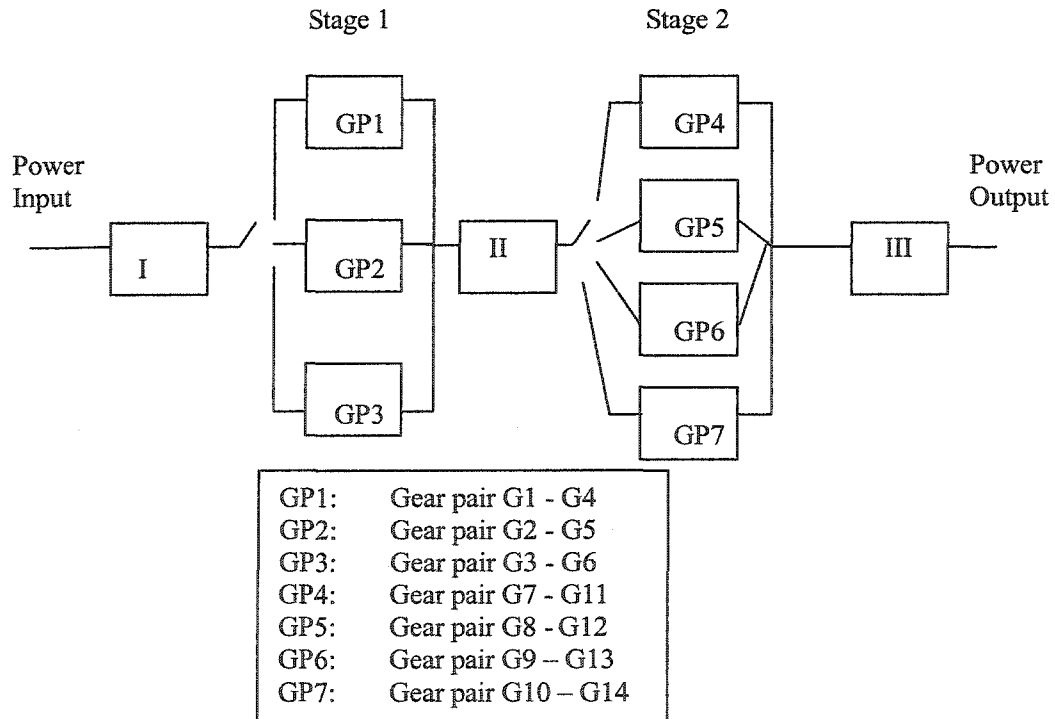 Stage 1
Stage 2
GP1
GP4
Power
Input
Power
Output
GP5
I
GP2
II
III
GP6
GP3
GP7
GP1: Gear pair G1 - G4
GP2: Gear pair G2 - G5
GP3: Gear pair G3 - G6
GP4: Gear pair G7 - G11
GP5: Gear pair G8 - G12
GP6: Gear pair G9 – G13
GP7: Gear pair G10 – G14